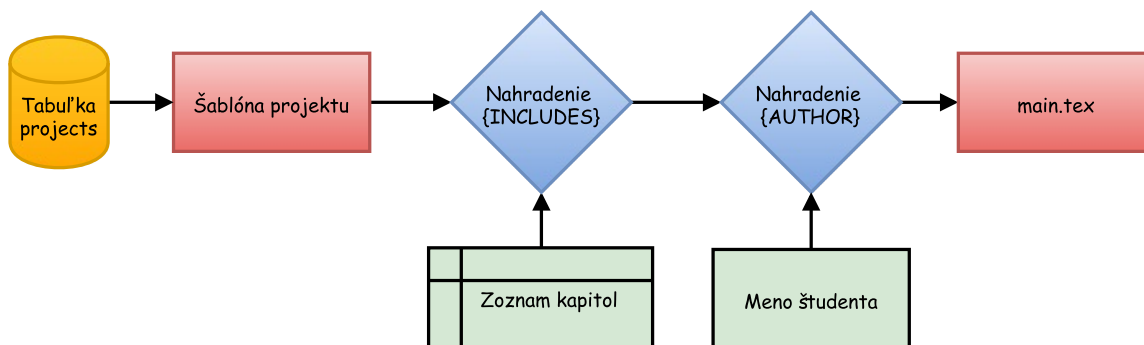 Tabuľka
projects
Šablóna projektu
Nahradenie
{INCLUDES}
Nahradenie
{AUTHOR}
main.tex
Zoznam kapitol
Meno študenta